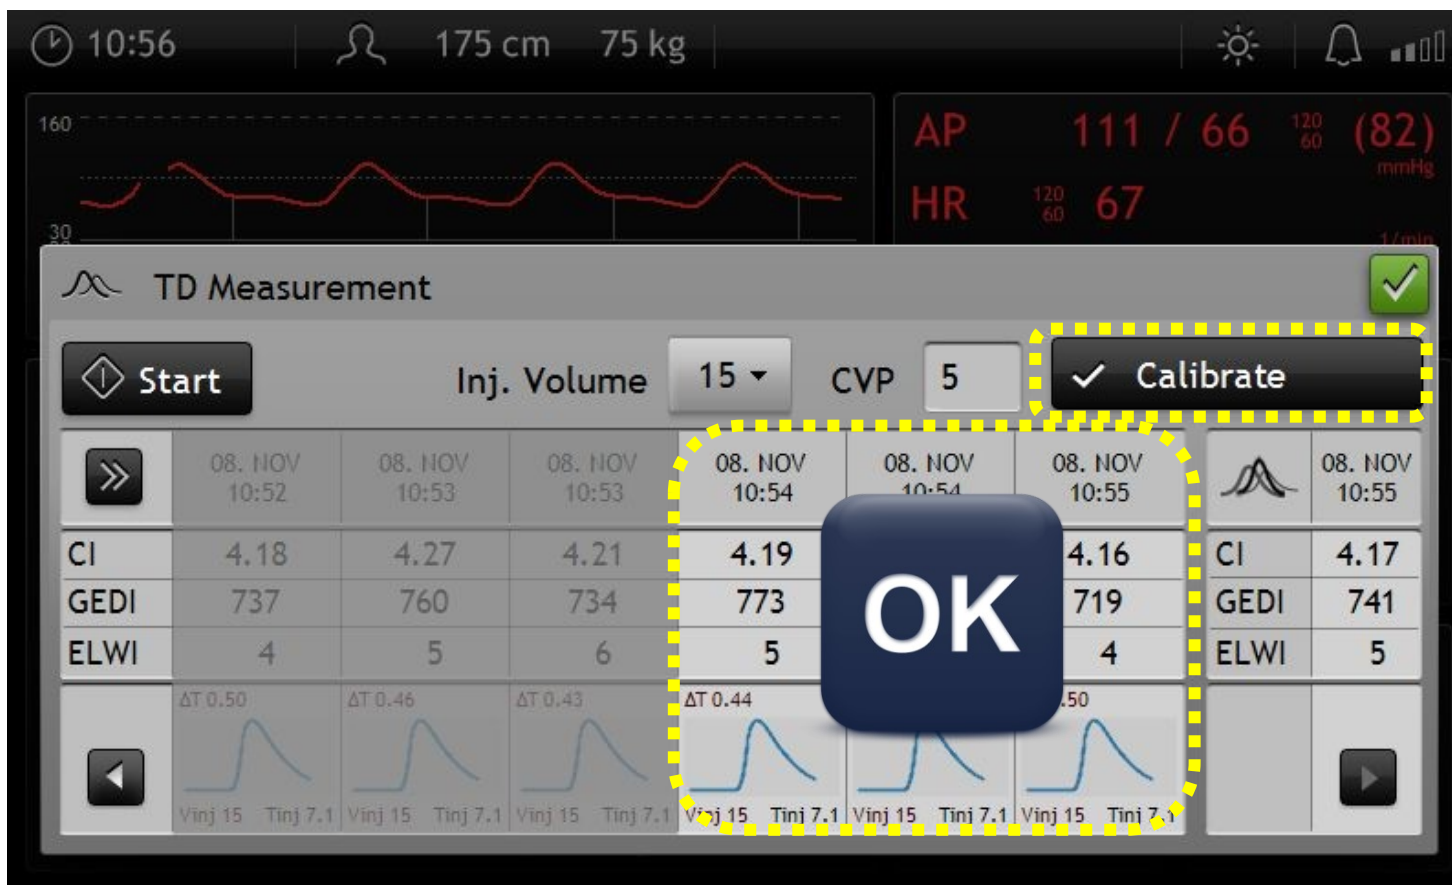 10:56 175 cm 75 kg
160
30
AP 111 / 66 120 60 (82) mmHg
HR 120 60 67
1/min
TD Measurement
Start Inj. Volume 15 CVP 5 Calibrate
08. NOV 08. NOV 08. NOV 08. NOV 08. NOV 08. NOV 08. NOV
10:52 10:53 10:53 10:54 10:54 10:55 10:55
CI 4.18 4.27 4.21 4.19 4.16 CI 4.17
GEDI 737 760 734 773 719 GEDI 741
ELWI 4 5 6 5 4 ELWI 5
OK
ΔT 0.50 ΔT 0.46 ΔT 0.43 ΔT 0.44 .50
Vinj 15 Tinj 7.1 Vinj 15 Tinj 7.1 Vinj 15 Tinj 7.1 Vinj 15 Tinj 7.1 Vinj 15 Tinj 7.1 Vinj 15 Tinj 7.1